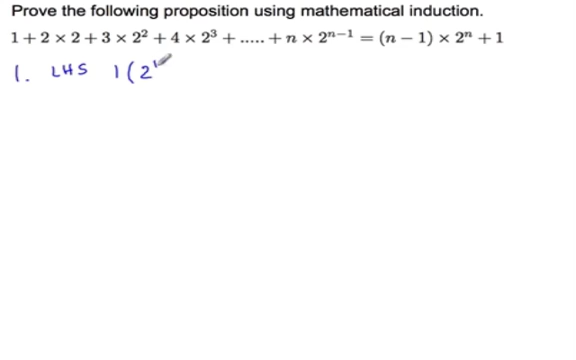 Prove the following proposition using mathematical induction.
1 + 2 × 2 + 3 × 2² + 4 × 2³ + ..... + n × 2ⁿ⁻¹ = (n − 1) × 2ⁿ + 1
1. LHS 1(2